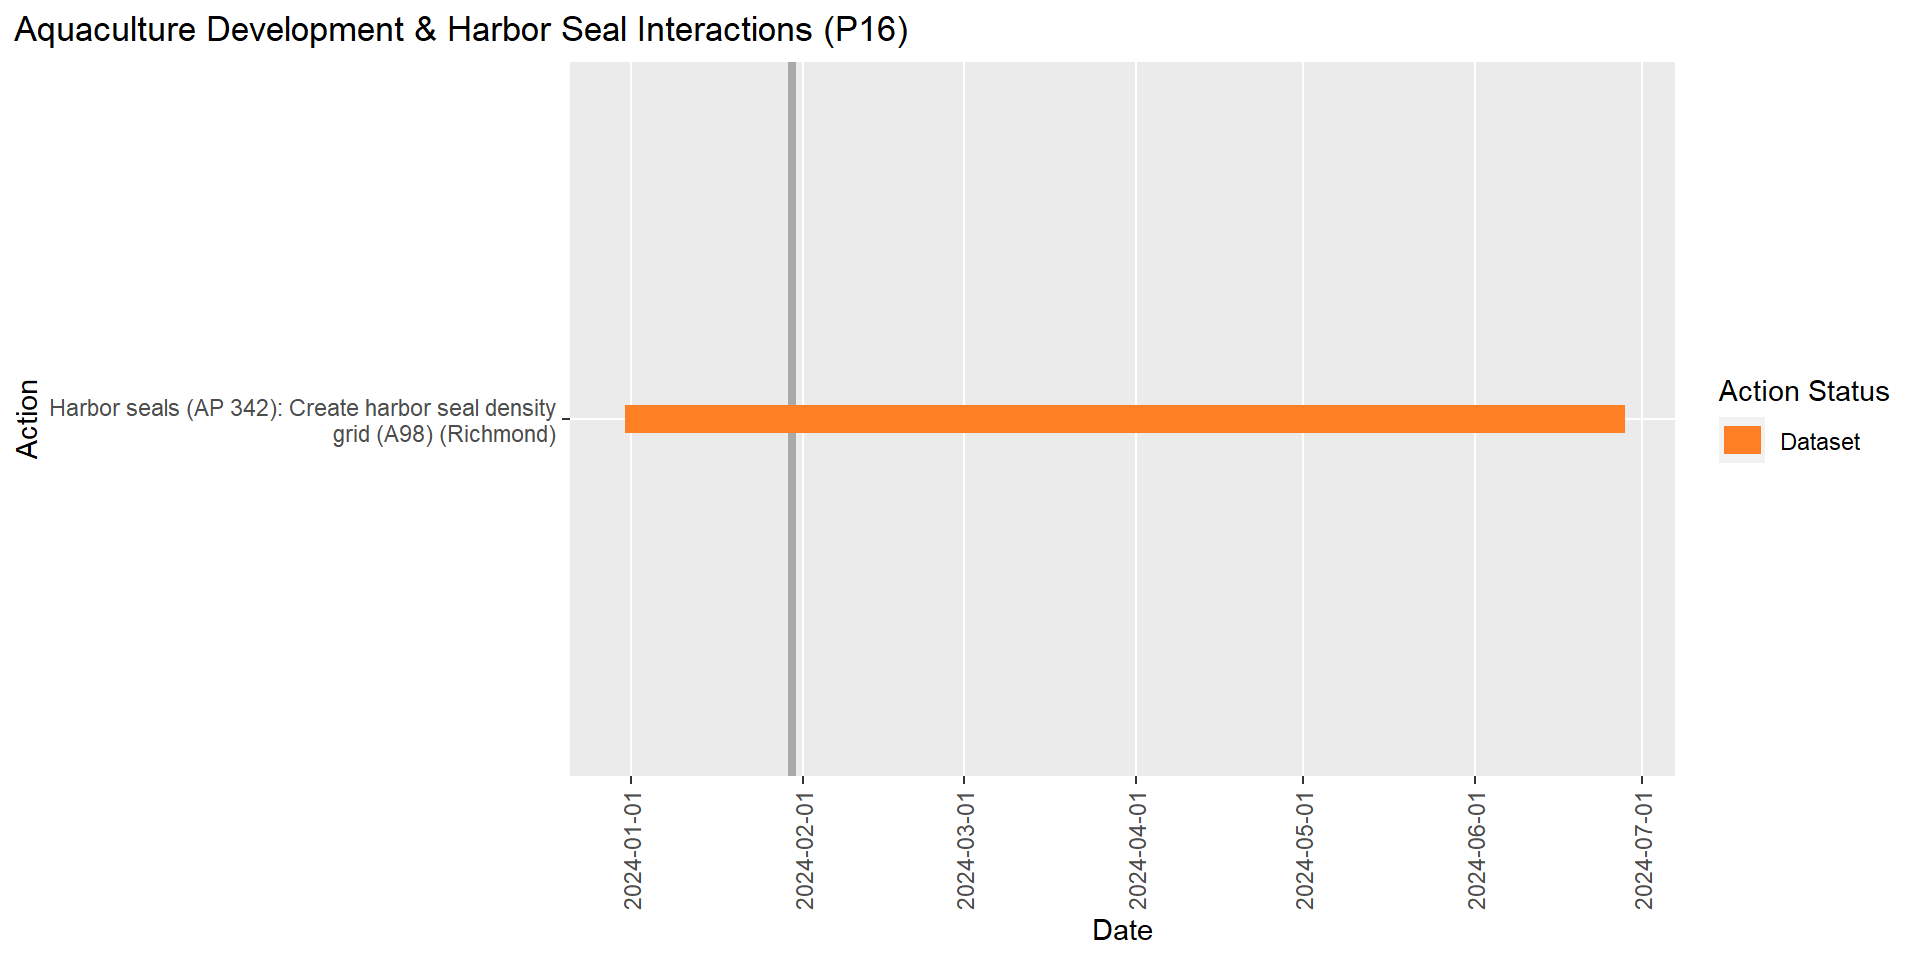 Aquaculture Development & Harbor Seal Interactions (P16)
Action
Harbor seals (AP 342): Create harbor seal density
grid (A98) (Richmond)
Action Status
Dataset
2024-01-01
2024-02-01
2024-03-01
2024-04-01
2024-05-01
2024-06-01
2024-07-01
Date